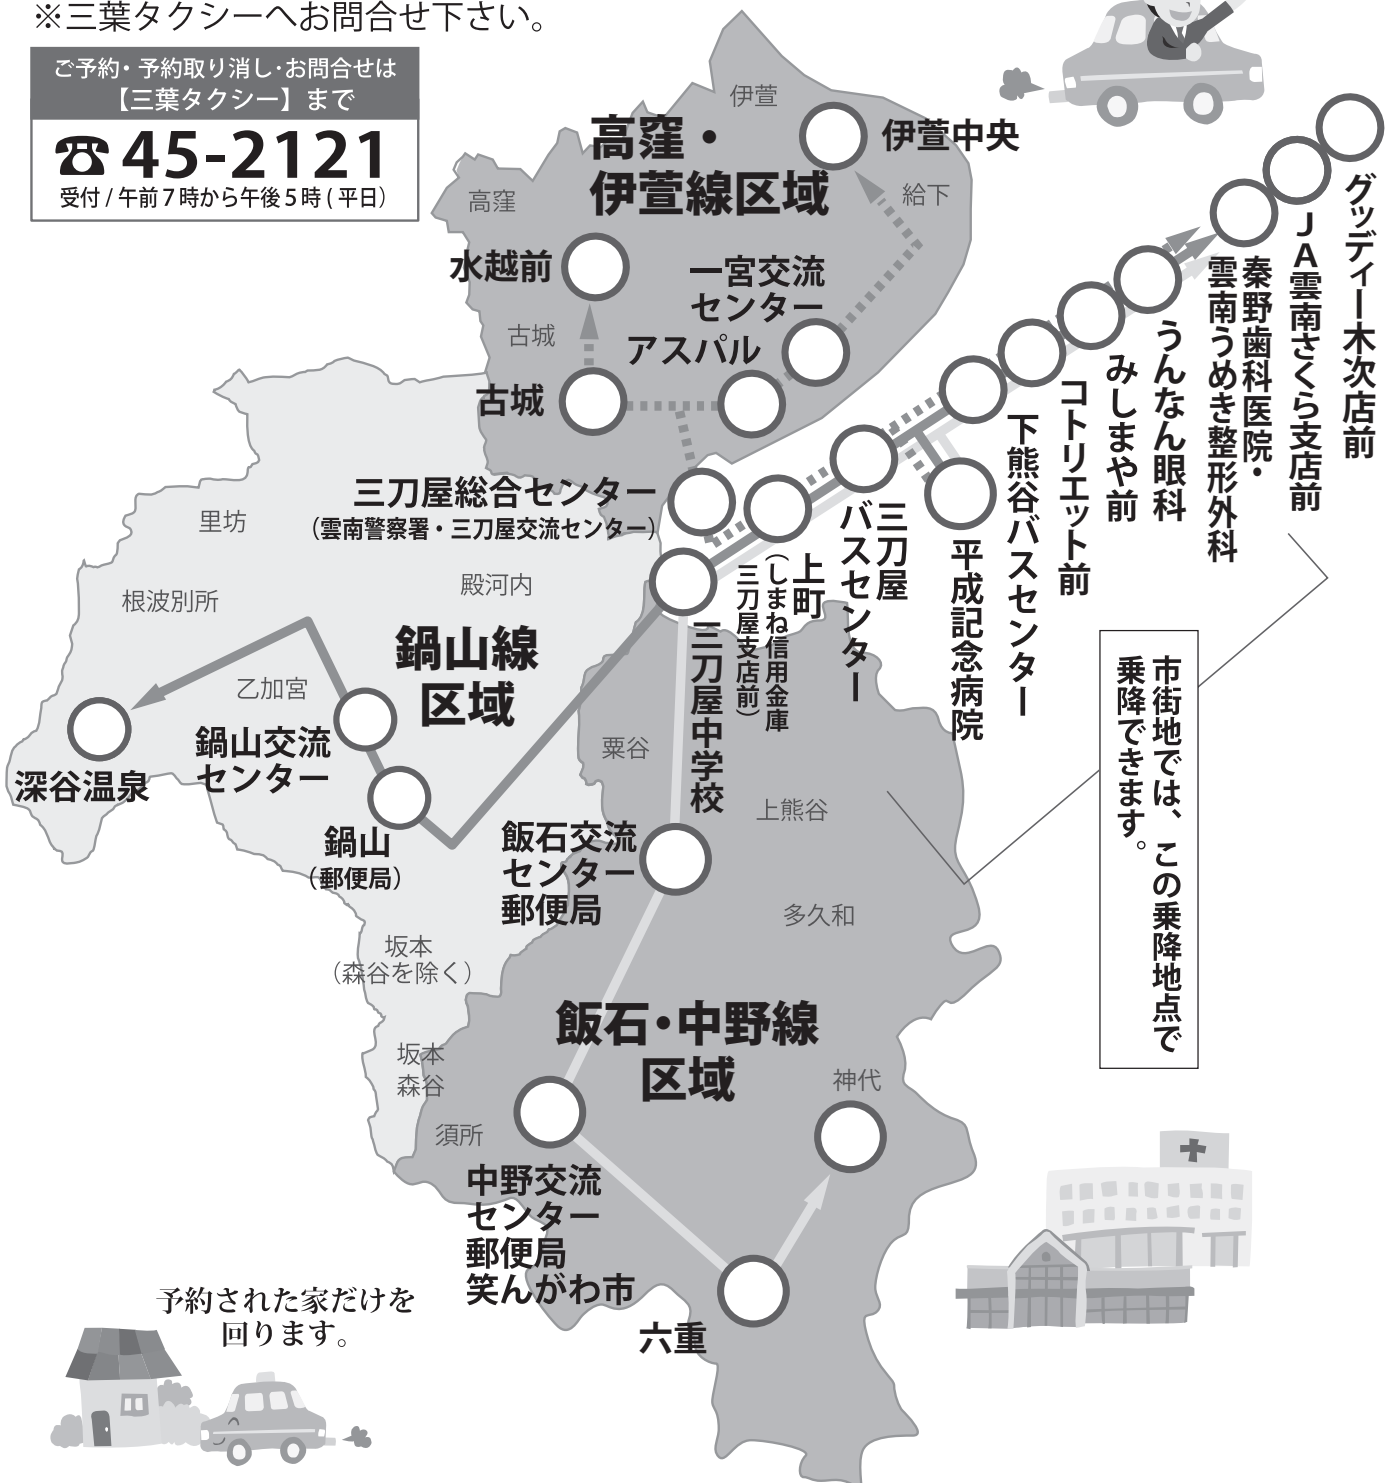 ※三葉タクシーへお問合せ下さい。
ご予約・予約取り消し・お問合せは
【三葉タクシー】まで
☎45-2121
受付/午前7時から午後5時(平日)
伊萱
高窪・
伊萱線区域
伊萱中央
高窪
給下
水越前
一宮交流
センター
古城
アスパル
古城
三刀屋総合センター
（雲南警察署・三刀屋交流センター）
グッディー木次店前
ＪＡ雲南さくら支店前
秦野歯科医院・
雲南うめき整形外科
うんなん眼科
みしまや前
コトリエット前
下熊谷バスセンター
平成記念病院
三刀屋
バスセンター
上町
（しまね信用金庫
三刀屋支店前）
三刀屋中学校
里坊
殿河内
根波別所
鍋山線
区域
乙加宮
鍋山交流
センター
深谷温泉
鍋山
（郵便局）
粟谷
上熊谷
飯石交流
センター
郵便局
多久和
坂本
（森谷を除く）
飯石・中野線
区域
坂本
森谷
神代
須所
中野交流
センター
郵便局
笑んがわ市
六重
市街地では、この乗降地点で
乗降できます。
予約された家だけを
回ります。